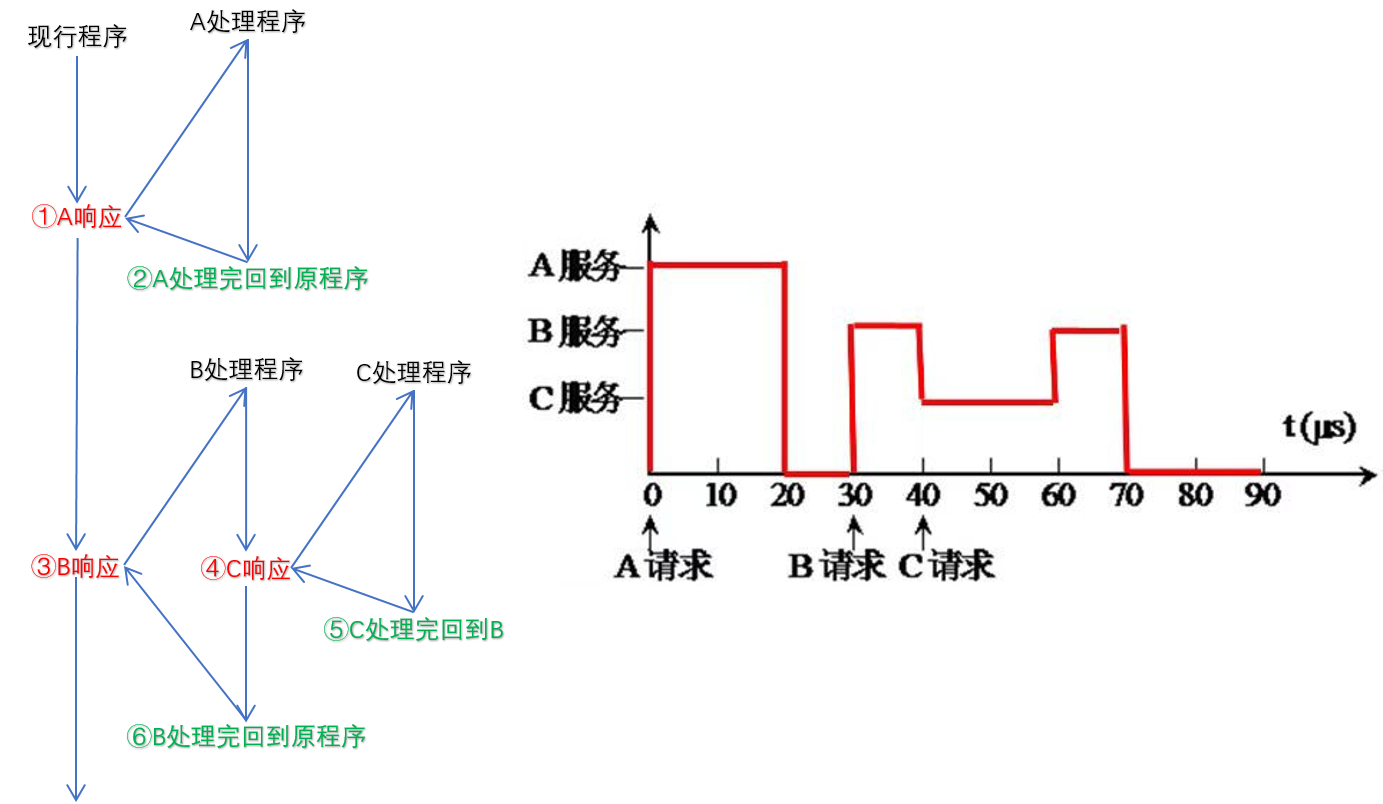 现行程序
A处理程序
①A响应
②A处理完回到原程序
B处理程序
C处理程序
③B响应
④C响应
⑤C处理完回到B
⑥B处理完回到原程序
A服务
B服务
C服务
t(μs)
0 10 20 30 40 50 60 70 80 90
A请求 B请求 C请求